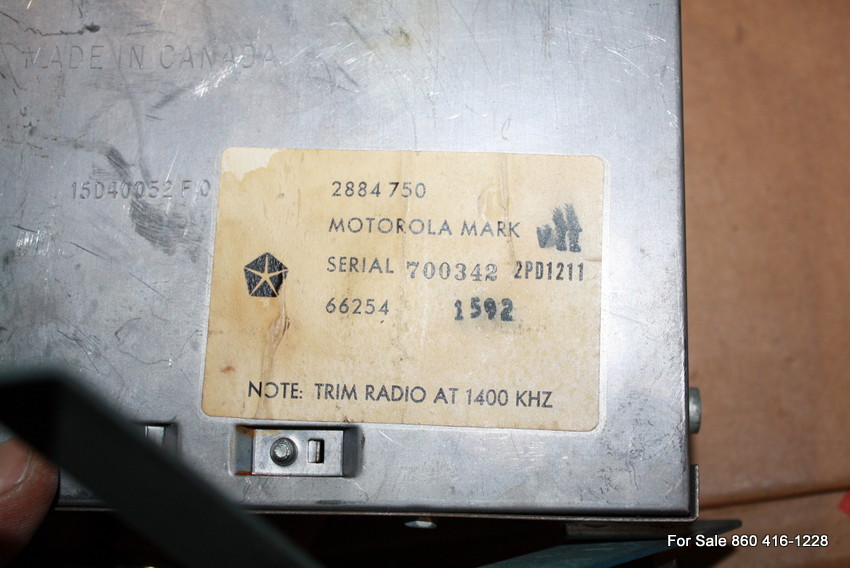 MADE IN CANADA
15D40052 F 0
2884 750
MOTOROLA MARK
SERIAL 700342 2PD1211
66254 1592
NOTE: TRIM RADIO AT 1400 KHZ
For Sale 860 416-1228